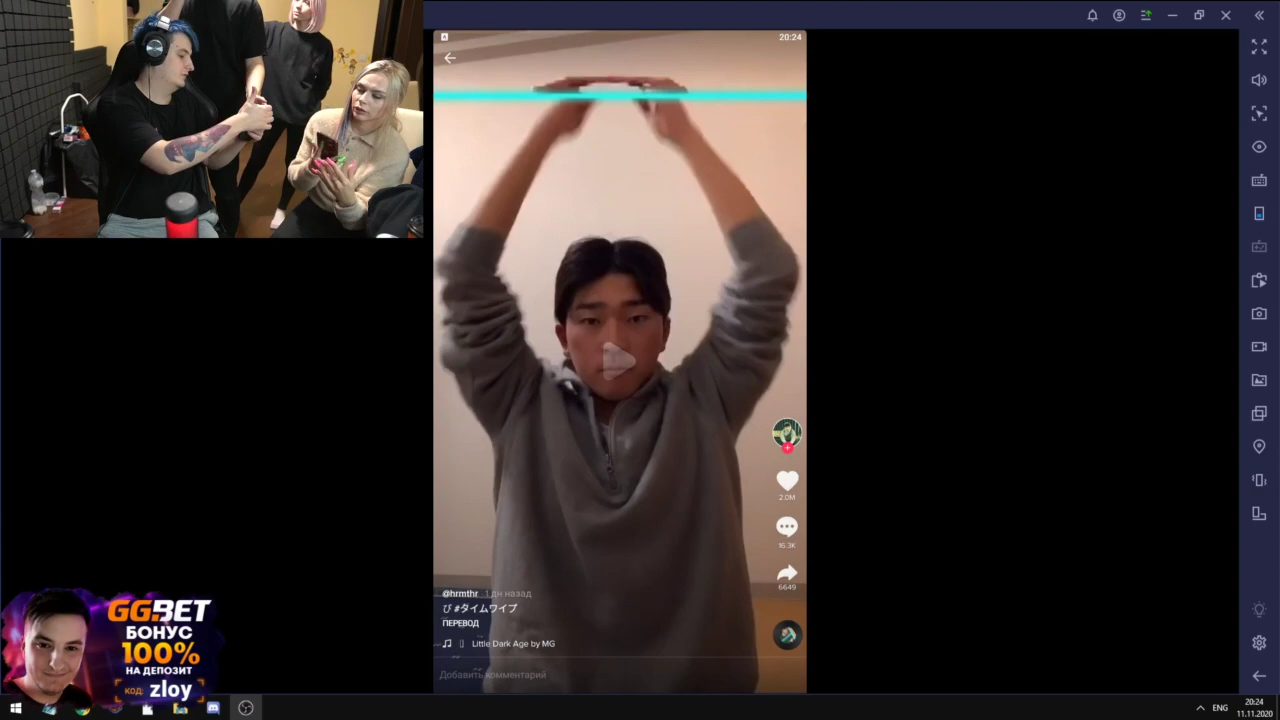 20:24
2.0M
16.3K
6649
@hrmthr 1 дн назад
び #タイムワイプ
ПЕРЕВОД
Little Dark Age by MG
Добавить комментарий
GG.BET
БОНУС
100%
НА ДЕПОЗИТ
КОД: zloy
ENG
20:24
11.11.2020